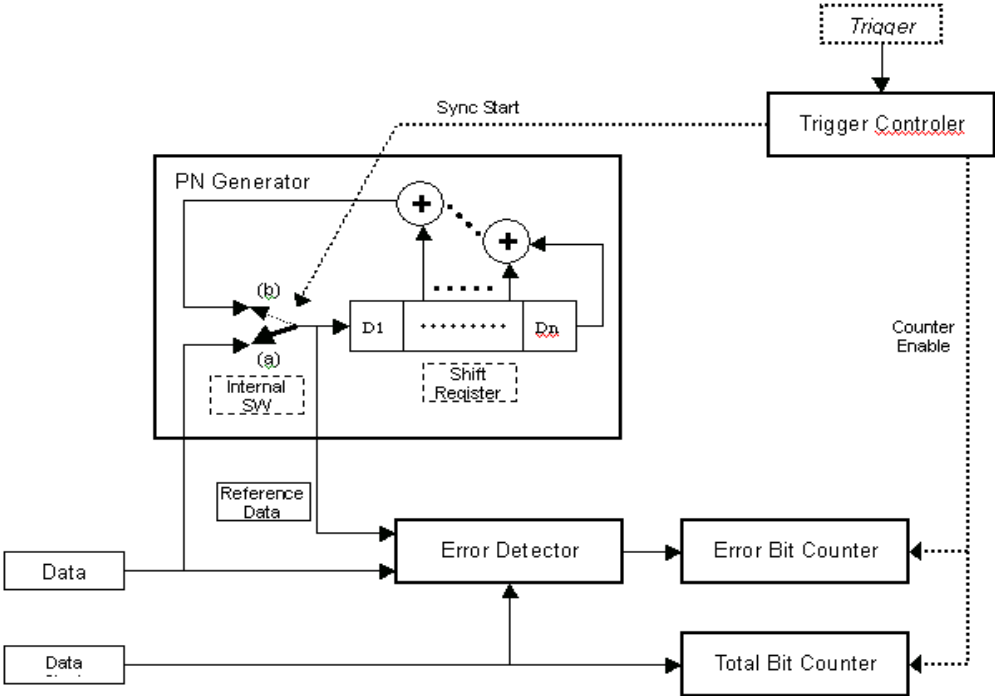 Trigger
Sync Start
Trigger Controler
PN Generator
+
+
(b)
D1
Dn
(a)
Internal
SW
Shift
Register
Counter
Enable
Reference
Data
Error Detector
Error Bit Counter
Data
Data
Total Bit Counter